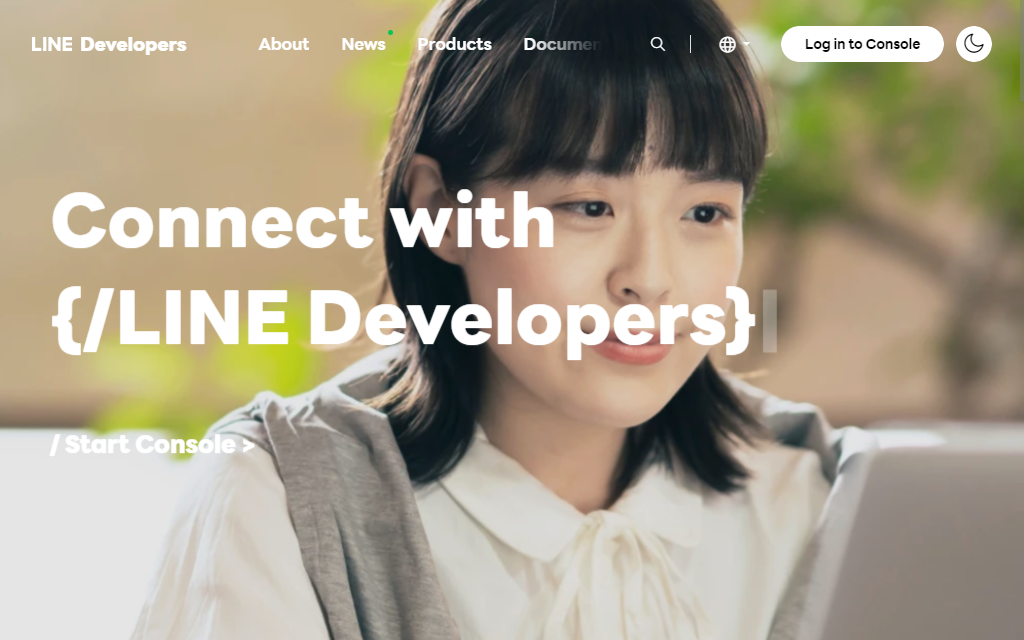 LINE Developers
About
News
Products
Documen
Log in to Console
Connect with
{/LINE Developers}
/ Start Console >